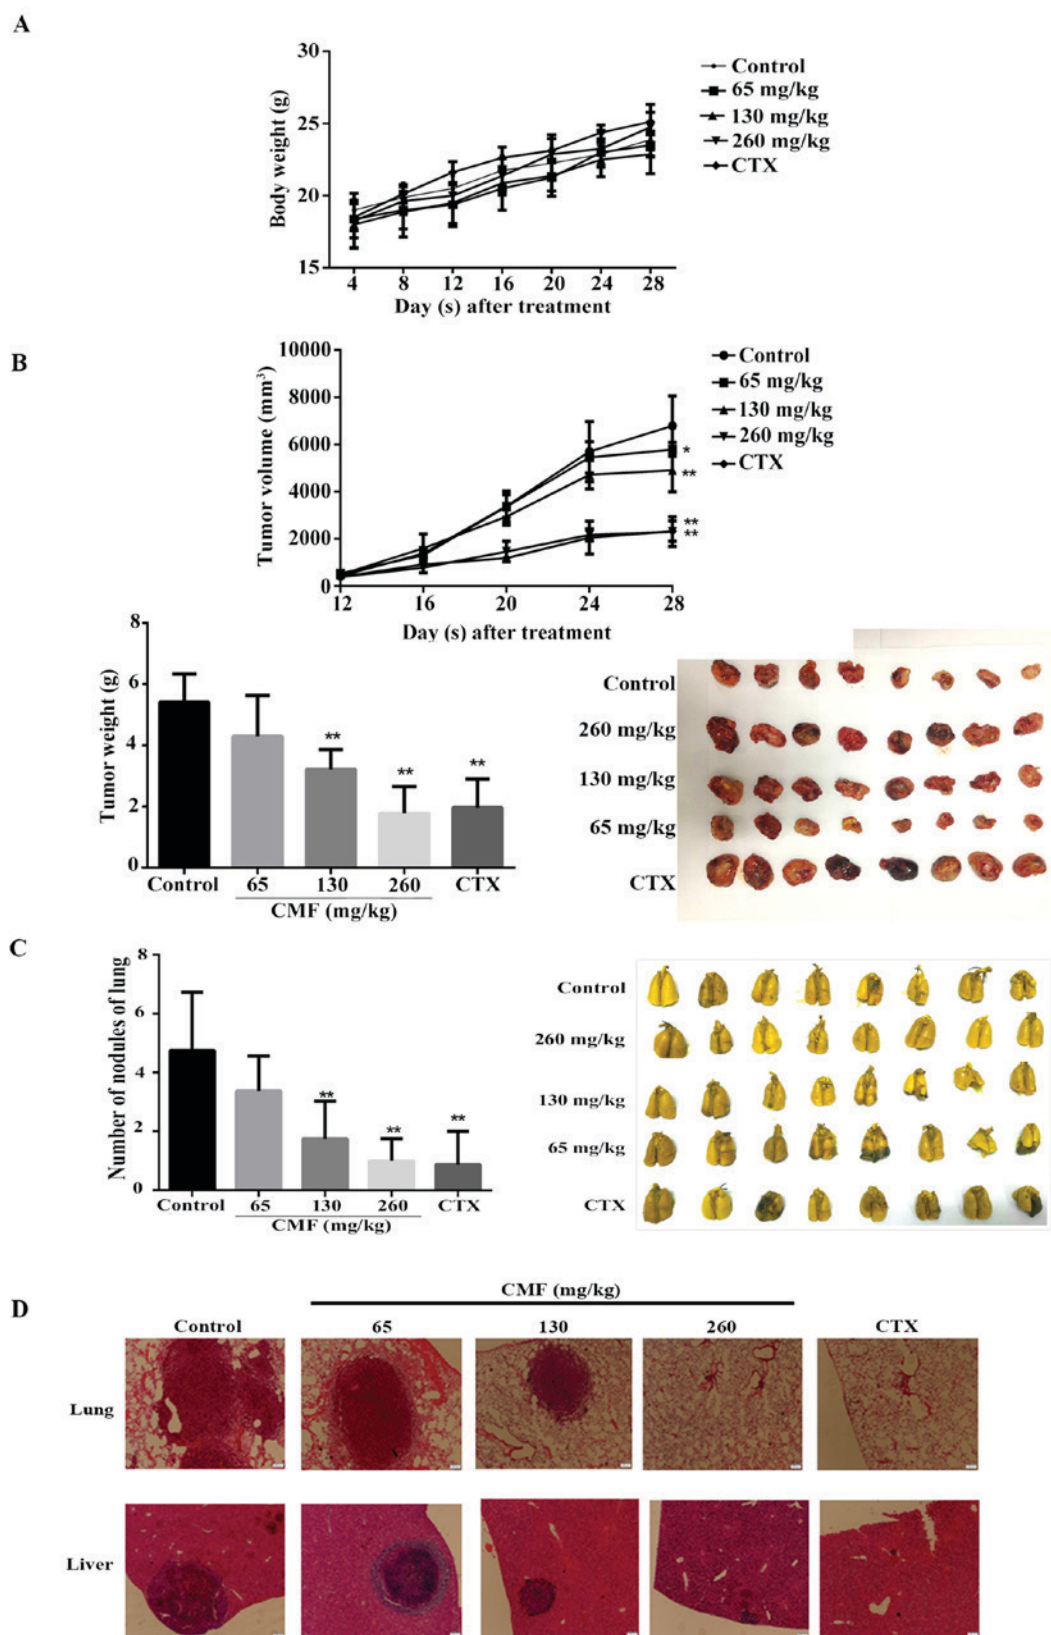 A
30
25
20
15
Body weight (g)
4 8 12 16 20 24 28
Day (s) after treatment
Control
65 mg/kg
130 mg/kg
260 mg/kg
CTX
B
10000
8000
6000
4000
2000
0
Tumor volume (mm³)
12 16 20 24 28
Day (s) after treatment
*
**
**
**
Control
65 mg/kg
130 mg/kg
260 mg/kg
CTX
8
6
4
2
0
Tumor weight (g)
** ** **
Control 65 130 260 CTX
CMF (mg/kg)
Control
260 mg/kg
130 mg/kg
65 mg/kg
CTX
C
8
6
4
2
0
Number of nodules of lung
** ** **
Control 65 130 260 CTX
CMF (mg/kg)
Control
260 mg/kg
130 mg/kg
65 mg/kg
CTX
D
CMF (mg/kg)
Control 65 130 260 CTX
Lung
Liver